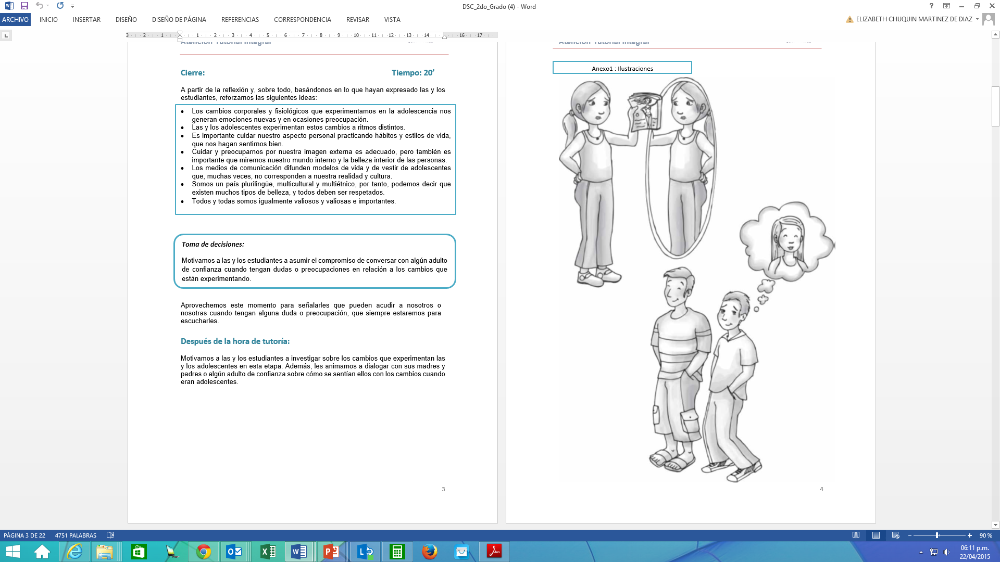 DSC_2do_Grado (4) - Word
ARCHIVO INICIO INSERTAR DISEÑO DISEÑO DE PÁGINA REFERENCIAS CORRESPONDENCIA REVISAR VISTA
ELIZABETH CHUQUIN MARTINEZ DE DIAZ
3 2 1 1 2 3 4 5 6 7 8 9 10 11 12 13 14 16 17
Atención Tutorial Integral
Cierre: Tiempo: 20’
A partir de la reflexión y, sobre todo, basándonos en lo que hayan expresado las y los
estudiantes, reforzamos las siguientes ideas:
• Los cambios corporales y fisiológicos que experimentamos en la adolescencia nos
generan emociones nuevas y en ocasiones preocupación.
• Las y los adolescentes experimentan estos cambios a ritmos distintos.
• Es importante cuidar nuestro aspecto personal practicando hábitos y estilos de vida,
que nos hagan sentirnos bien.
• Cuidar y preocuparnos por nuestra imagen externa es adecuado, pero también es
importante que miremos nuestro mundo interno y la belleza interior de las personas.
• Los medios de comunicación difunden modelos de vida y de vestir de adolescentes
que, muchas veces, no corresponden a nuestra realidad y cultura.
• Somos un país plurilingüe, multicultural y multiétnico, por tanto, podemos decir que
existen muchos tipos de belleza, y todos deben ser respetados.
• Todos y todas somos igualmente valiosos y valiosas e importantes.
Toma de decisiones:
Motivamos a las y los estudiantes a asumir el compromiso de conversar con algún adulto
de confianza cuando tengan dudas o preocupaciones en relación a los cambios que
están experimentando.
Aprovechemos este momento para señalarles que pueden acudir a nosotros o
nosotras cuando tengan alguna duda o preocupación, que siempre estaremos para
escucharles.
Después de la hora de tutoría:
Motivamos a las y los estudiantes a investigar sobre los cambios que experimentan las
y los adolescentes en esta etapa. Además, les animamos a dialogar con sus madres y
padres o algún adulto de confianza sobre cómo se sentían ellos con los cambios cuando
eran adolescentes.
3
Atención Tutorial Integral
Anexo1 : Ilustraciones
4
PÁGINA 3 DE 22 4751 PALABRAS
90 %
06:11 p.m.
22/04/2015